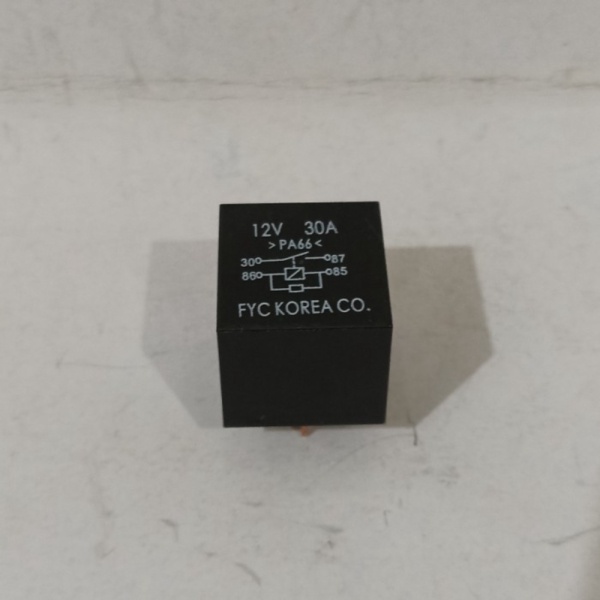 12V 30A
>PA66<
30 87
86 85
FYC KOREA CO.